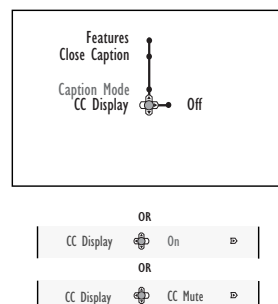 Features
Close Caption
Caption Mode
CC Display Off
OR
CC Display On
OR
CC Display CC Mute